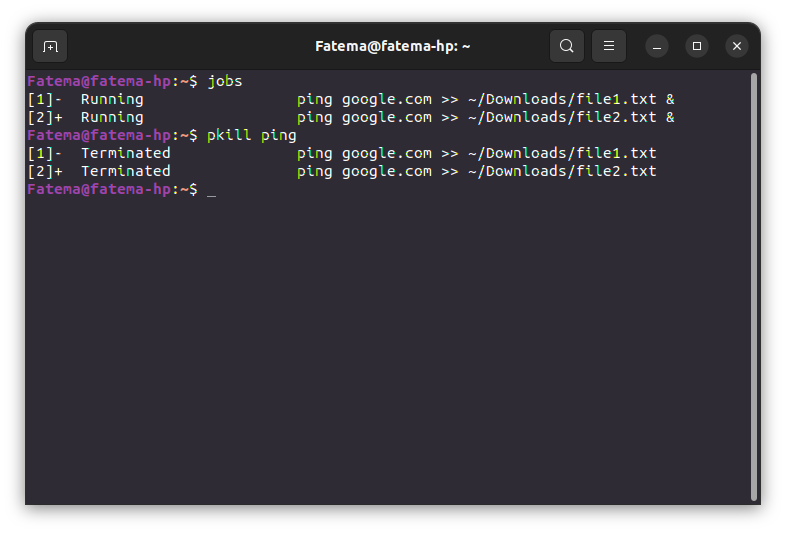 Fatema@fatema-hp: ~
Fatema@fatema-hp:~$ jobs
[1]-  Running                 ping google.com >> ~/Downloads/file1.txt &
[2]+  Running                 ping google.com >> ~/Downloads/file2.txt &
Fatema@fatema-hp:~$ pkill ping
[1]-  Terminated              ping google.com >> ~/Downloads/file1.txt
[2]+  Terminated              ping google.com >> ~/Downloads/file2.txt
Fatema@fatema-hp:~$ _